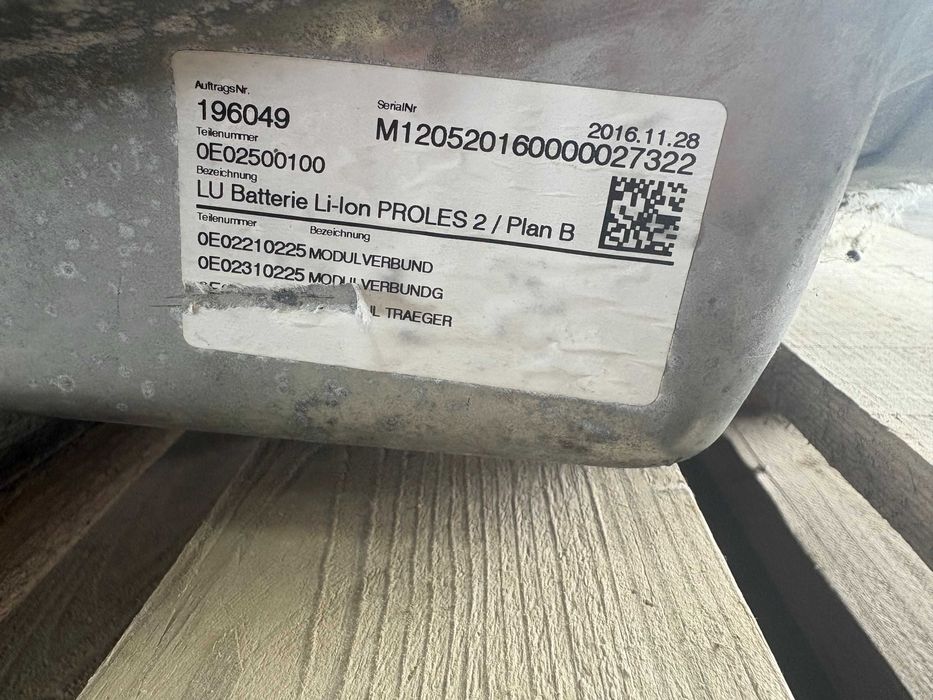 AuftragsNr.
196049
SerialNr
2016.11.28
M120520160000027322
Teilenummer
0E02500100
Bezeichnung
LU Batterie Li-Ion PROLES 2 / Plan B
Teilenummer Bezeichnung
0E02210225 MODULVERBUND
0E02310225 MODULVERBUNDG
TRAEGER